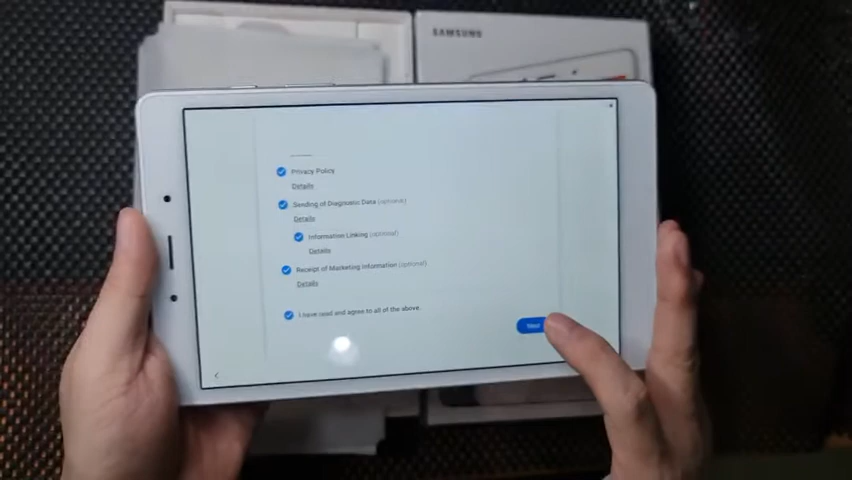 SAMSUNG
Privacy Policy
Details
Sending of Diagnostic Data (optional)
Details
Information Linking (optional)
Details
Receipt of Marketing Information (optional)
Details
I have read and agree to all of the above.
Next